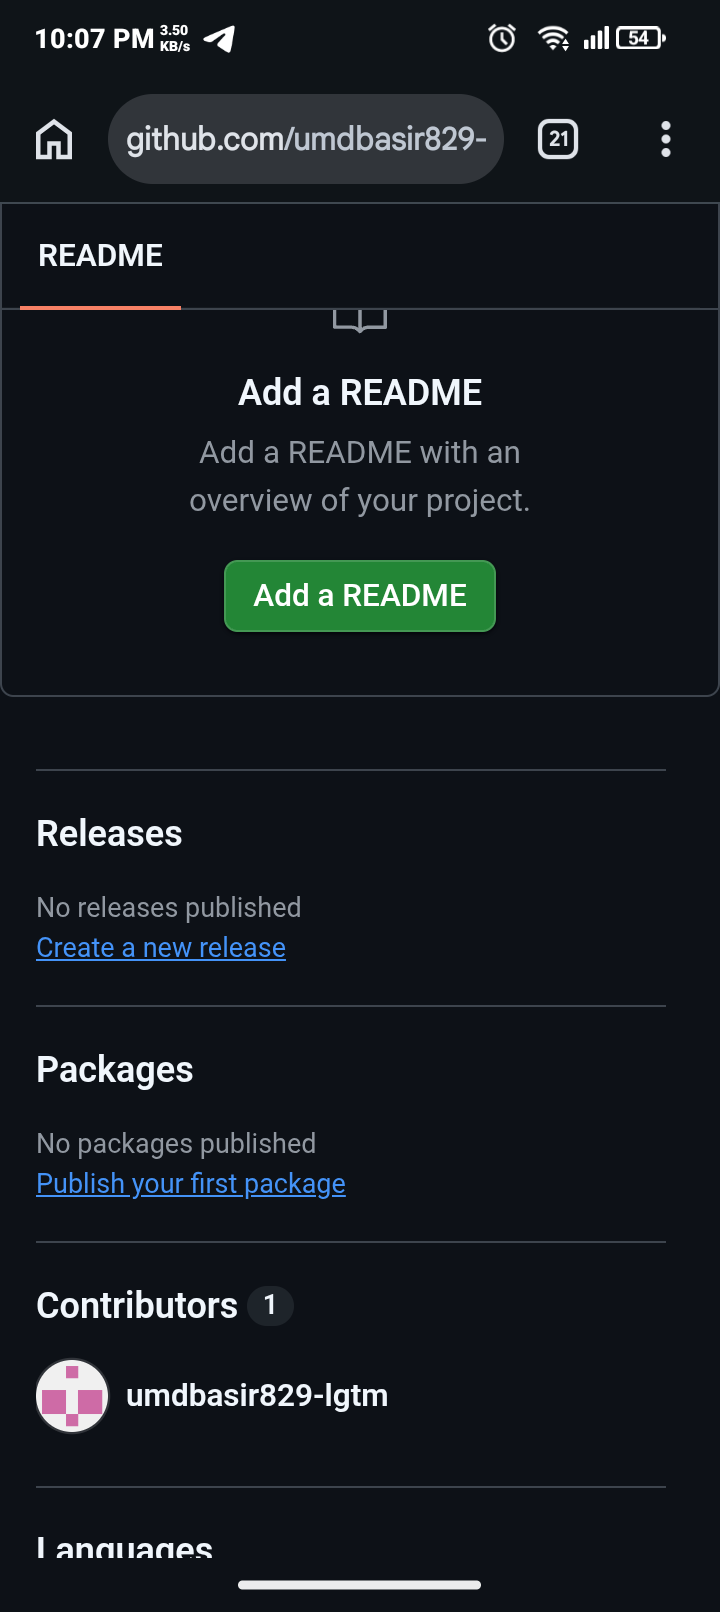 10:07 PM 3.50 KB/s 54
github.com/umdbasir829-
21
README
Add a README
Add a README with an
overview of your project.
Add a README
Releases
No releases published
Create a new release
Packages
No packages published
Publish your first package
Contributors 1
umdbasir829-lgtm
Languages